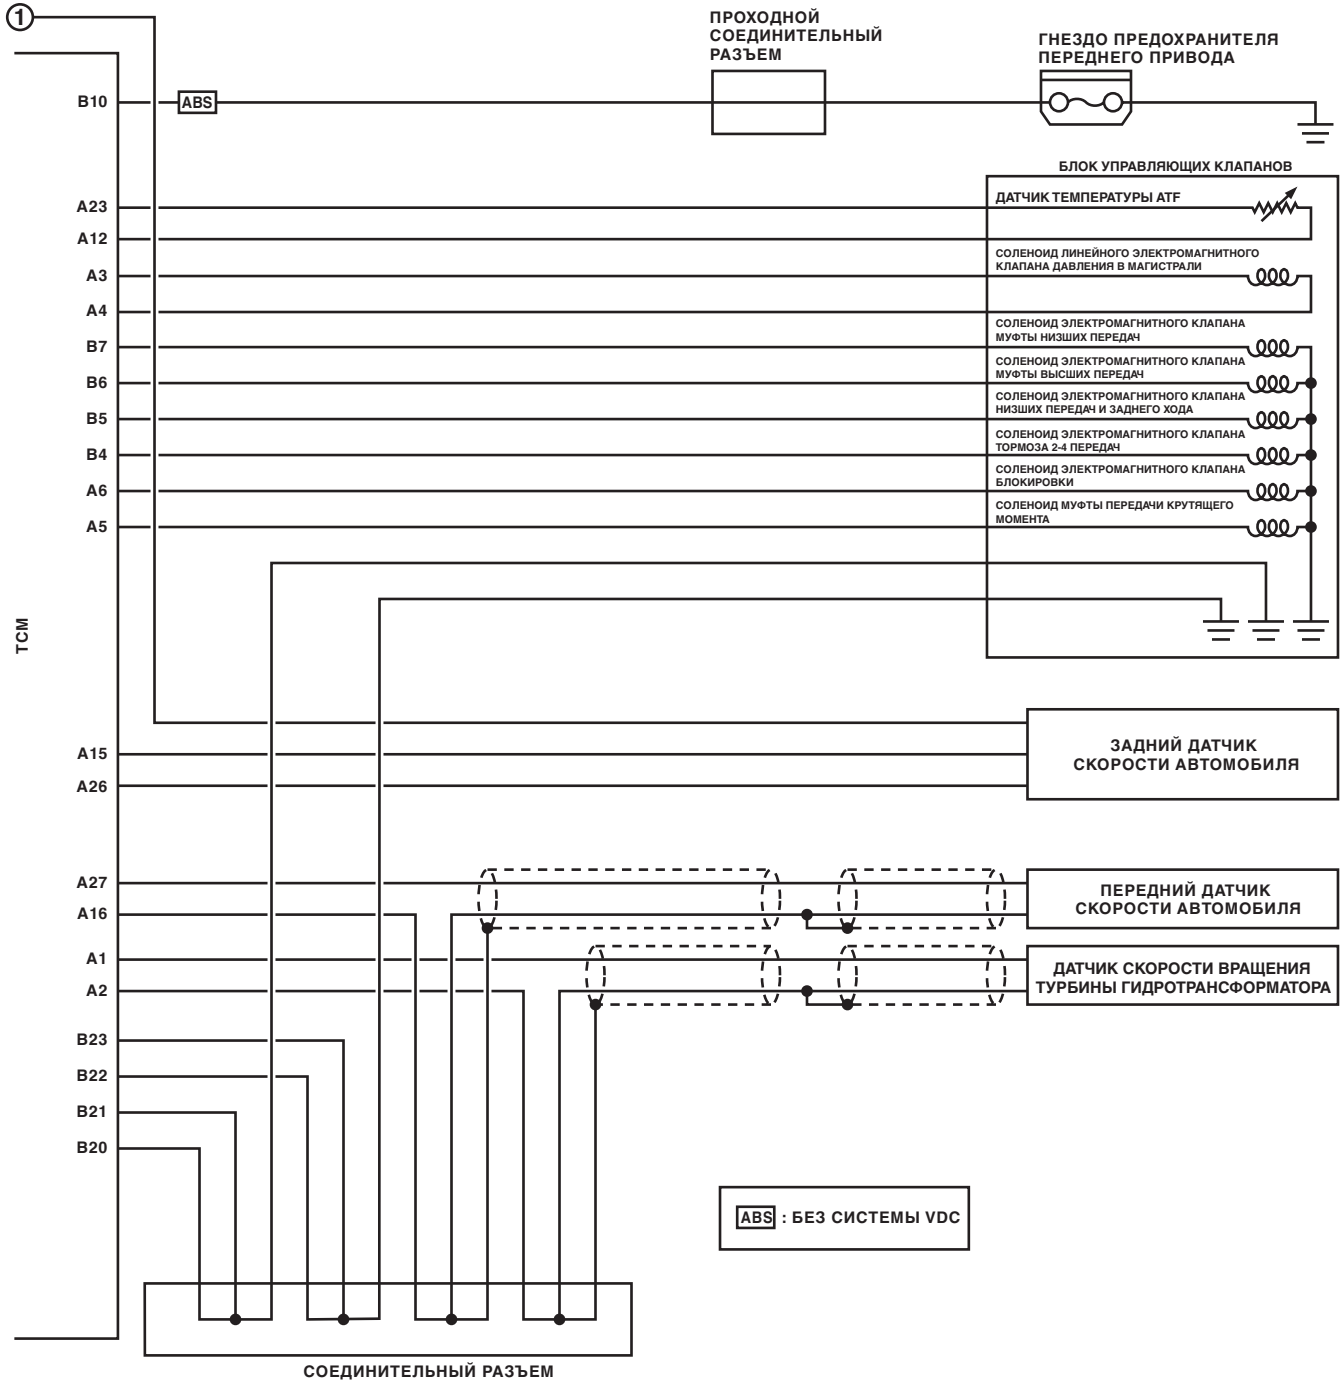 1
ПРОХОДНОЙ
СОЕДИНИТЕЛЬНЫЙ
РАЗЪЕМ
ГНЕЗДО ПРЕДОХРАНИТЕЛЯ
ПЕРЕДНЕГО ПРИВОДА
B10
ABS
БЛОК УПРАВЛЯЮЩИХ КЛАПАНОВ
A23
ДАТЧИК ТЕМПЕРАТУРЫ ATF
A12
СОЛЕНОИД ЛИНЕЙНОГО ЭЛЕКТРОМАГНИТНОГО
КЛАПАНА ДАВЛЕНИЯ В МАГИСТРАЛИ
A3
A4
СОЛЕНОИД ЭЛЕКТРОМАГНИТНОГО КЛАПАНА
МУФТЫ НИЗШИХ ПЕРЕДАЧ
B7
СОЛЕНОИД ЭЛЕКТРОМАГНИТНОГО КЛАПАНА
МУФТЫ ВЫСШИХ ПЕРЕДАЧ
B6
СОЛЕНОИД ЭЛЕКТРОМАГНИТНОГО КЛАПАНА
НИЗШИХ ПЕРЕДАЧ И ЗАДНЕГО ХОДА
B5
СОЛЕНОИД ЭЛЕКТРОМАГНИТНОГО КЛАПАНА
ТОРМОЗА 2-4 ПЕРЕДАЧ
B4
СОЛЕНОИД ЭЛЕКТРОМАГНИТНОГО КЛАПАНА
БЛОКИРОВКИ
A6
СОЛЕНОИД МУФТЫ ПЕРЕДАЧИ КРУТЯЩЕГО
МОМЕНТА
A5
TCM
A15
A26
ЗАДНИЙ ДАТЧИК
СКОРОСТИ АВТОМОБИЛЯ
A27
A16
ПЕРЕДНИЙ ДАТЧИК
СКОРОСТИ АВТОМОБИЛЯ
A1
A2
ДАТЧИК СКОРОСТИ ВРАЩЕНИЯ
ТУРБИНЫ ГИДРОТРАНСФОРМАТОРА
B23
B22
B21
B20
ABS : БЕЗ СИСТЕМЫ VDC
СОЕДИНИТЕЛЬНЫЙ РАЗЪЕМ